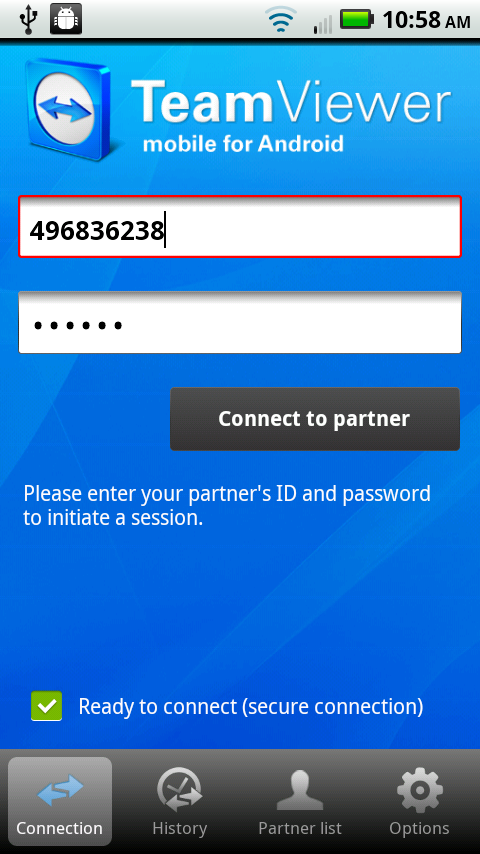 10:58 AM
TeamViewer
mobile for Android
496836238
••••••
Connect to partner
Please enter your partner's ID and password
to initiate a session.
Ready to connect (secure connection)
Connection History Partner list Options